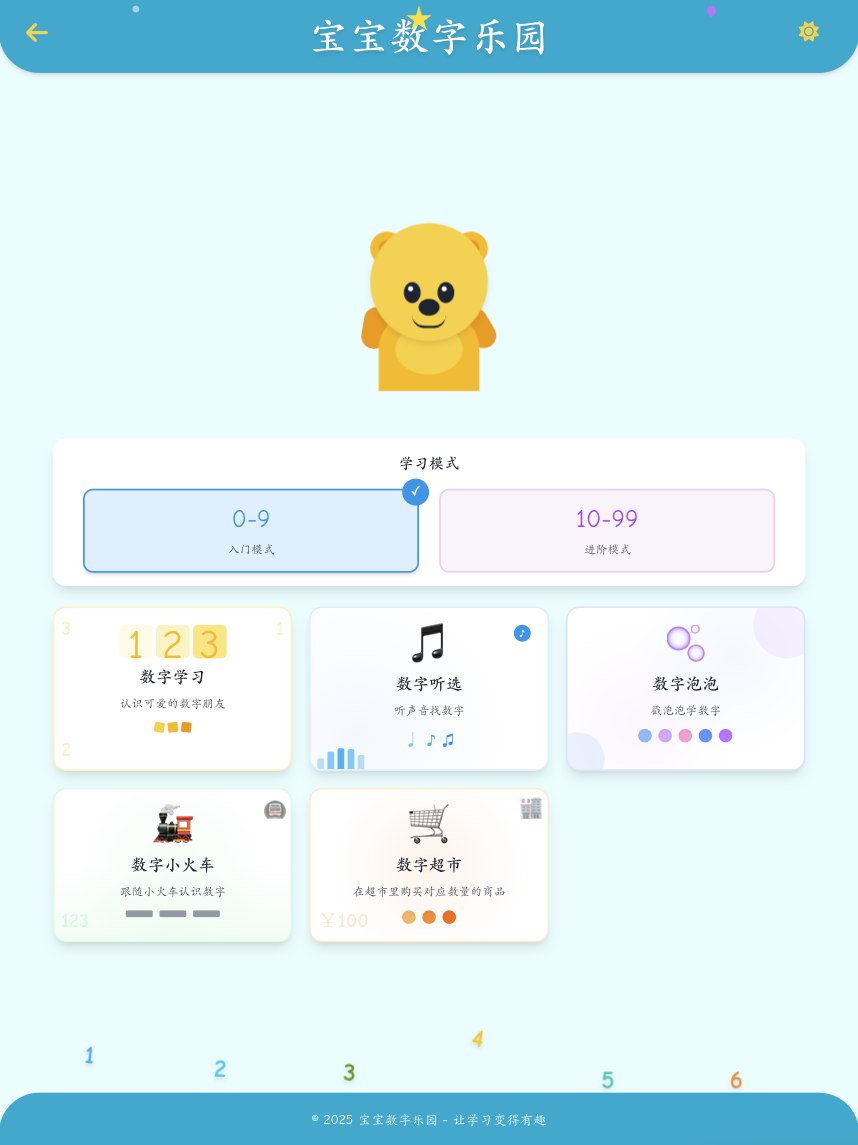 宝宝数字乐园
学习模式
0-9
入门模式
10-99
进阶模式
3
1
1 2 3
数字学习
认识可爱的数字朋友
2
数字听选
听声音找数字
数字泡泡
戳泡泡学数字
数字小火车
跟随小火车认识数字
123
数字超市
在超市里购买对应数量的商品
¥100
1
2
3
4
5
6
© 2025 宝宝数字乐园 - 让学习变得有趣